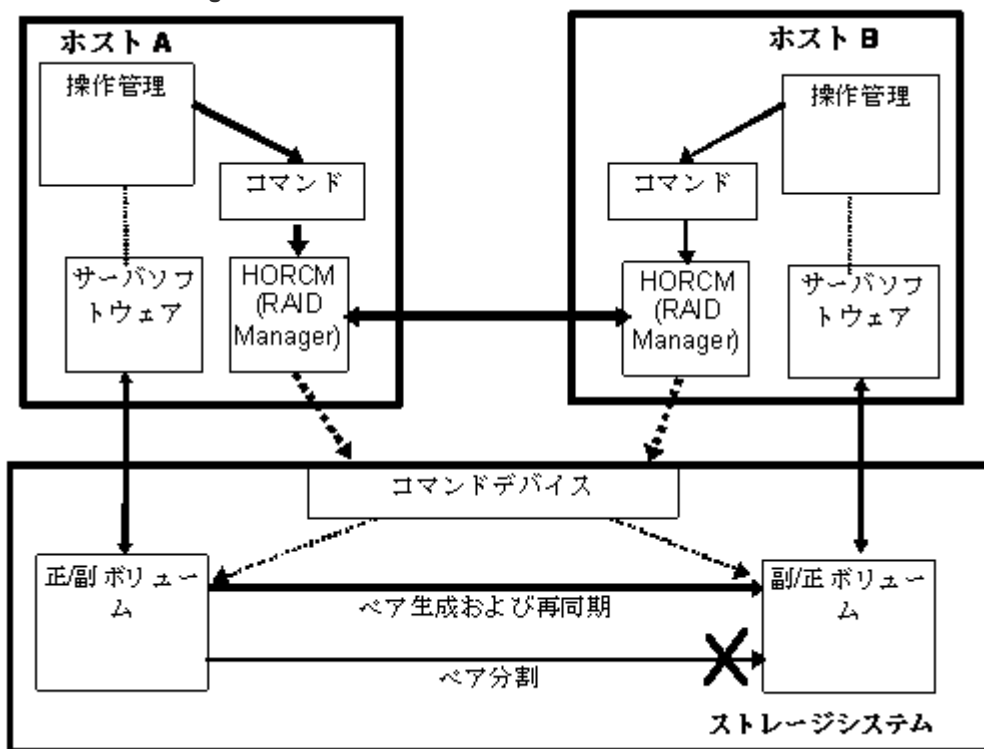 ホスト A
操作管理
コマンド
サーバソフ
トウェア
HORCM
(RAID
Manager)
ホスト B
操作管理
コマンド
HORCM
(RAID
Manager)
サーバソフ
トウェア
コマンドデバイス
正/副 ボリュー
ム
ペア生成および再同期
ペア分割
副/正 ボリュー
ム
ストレージシステム